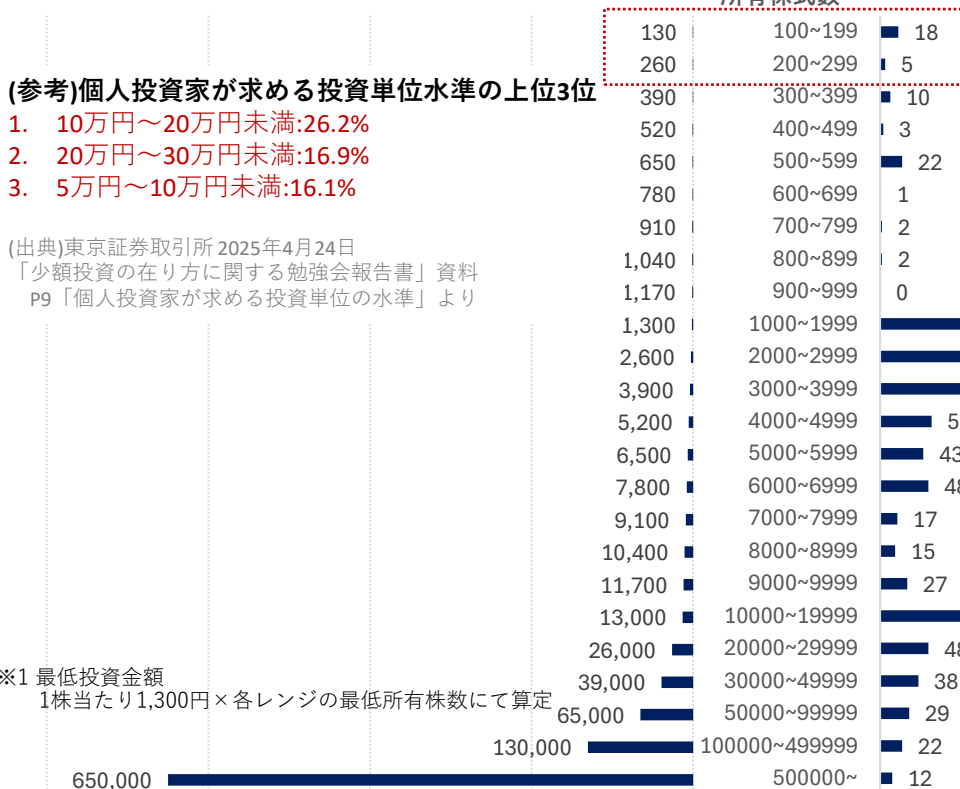 所有株式数
130 100~199 18
260 200~299 5
(参考)個人投資家が求める投資単位水準の上位3位
390 300~399 10
1. 10万円～20万円未満:26.2%
520 400~499 3
2. 20万円～30万円未満:16.9%
650 500~599 22
3. 5万円～10万円未満:16.1%
780 600~699 1
910 700~799 2
(出典)東京証券取引所 2025年4月24日
1,040 800~899 2
「少額投資の在り方に関する勉強会報告書」資料
1,170 900~999 0
P9「個人投資家が求める投資単位の水準」より
1,300 1000~1999
2,600 2000~2999
3,900 3000~3999
5,200 4000~4999 5
6,500 5000~5999 43
7,800 6000~6999 48
9,100 7000~7999 17
10,400 8000~8999 15
11,700 9000~9999 27
13,000 10000~19999
26,000 20000~29999 48
※1 最低投資金額
39,000 30000~49999 38
1株当たり1,300円×各レンジの最低所有株数にて算定
65,000 50000~99999 29
130,000 100000~499999 22
650,000 500000~ 12